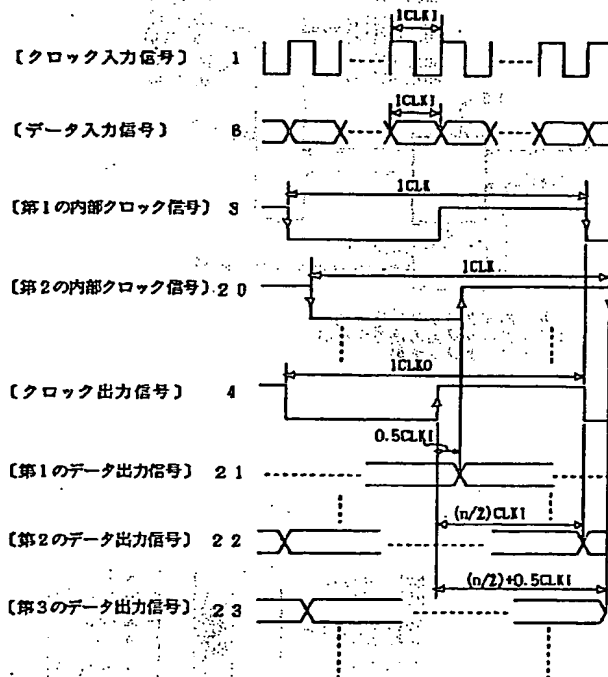 1CLKI
〔クロック入力信号〕 1
1CLKI
〔データ入力信号〕 6
1CLK
〔第1の内部クロック信号〕 3
1CLK
〔第2の内部クロック信号〕 20
1CLKO
〔クロック出力信号〕 4
0.5CLKI
〔第1のデータ出力信号〕 21
(n/2)CLKI
〔第2のデータ出力信号〕 22
(n/2)+0.5CLKI
〔第3のデータ出力信号〕 23